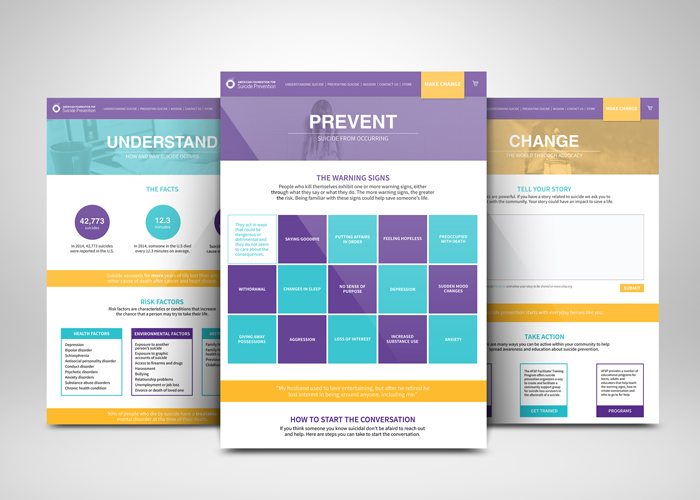 AMERICAN FOUNDATION FOR
Suicide Prevention
UNDERSTANDING SUICIDE | PREVENTING SUICIDE | MISSION | CONTACT US | STORE
UNDERSTAND
HOW AND WHY SUICIDE OCCURS
THE FACTS
42,773
suicides
12.3
minutes
In 2014, 42,773 suicides
were reported in the U.S.
In 2014, someone in the U.S died
every 12.3 minutes on average.
Suicide accounts for more years of life lost than any
other cause of death after cancer and heart disease
RISK FACTORS
Risk factors are characteristics or conditions that increase
the chance that a person may try to take their life.
HEALTH FACTORS
Depression
Bipolar disorder
Schizophrenia
Antisocial personality disorder
Conduct disorder
Psychotic disorders
Anxiety disorders
Substance abuse disorders
Chronic health condition
ENVIRONMENTAL FACTORS
Exposure to another
person's suicide
Exposure to graphic
accounts of suicide
Access to firearms and drugs
Harassment
Bullying
Relationship problems
Unemployment or job loss
Divorce or death of loved one
90% of people who die by suicide have a
mental disorder at the time of their
AMERICAN FOUNDATION FOR
Suicide Prevention
UNDERSTANDING SUICIDE | PREVENTING SUICIDE | MISSION | CONTACT US | STORE
MAKE CHANGE
PREVENT
SUICIDE FROM OCCURRING
THE WARNING SIGNS
People who kill themselves exhibit one or more warning signs, either
through what they say or what they do. The more warning signs, the greater
the risk. Being familiar with these signs could help save someone's life.
They act in ways
that could be
dangerous or
detrimental and
they do not seem
to care about the
consequences.
SAYING GOODBYE
PUTTING AFFAIRS
IN ORDER
FEELING HOPELESS
PREOCCUPIED
WITH DEATH
WITHDRAWAL
CHANGES IN SLEEP
NO SENSE OF
PURPOSE
DEPRESSION
SUDDEN MOOD
CHANGES
GIVING AWAY
POSSESSIONS
AGGRESSION
LOSS OF INTEREST
INCREASED
SUBSTANCE USE
ANXIETY
"My husband used to love entertaining, but after he retired he
lost interest in being around anyone, including me."
HOW TO START THE CONVERSATION
If you think someone you know suicidal don't be afaird to reach out
and help. Here are steps you can take to start the conversation.
SUICIDE | PREVENTING SUICIDE | MISSION | CONTACT US | STORE
MAKE CHANGE
CHANGE
THE WORLD THROUGH ADVOCACY
TELL YOUR STORY
are powerful. If you have a story related to suicide we ask you to
with the community. Your story could have an impact to save a life.
SUBMIT
prevention starts with everyday heroes like you.
TAKE ACTION
are many ways you can be active within your community to help
spread awareness and education about suicide prevention.
GET TRAINED
PROGRAMS